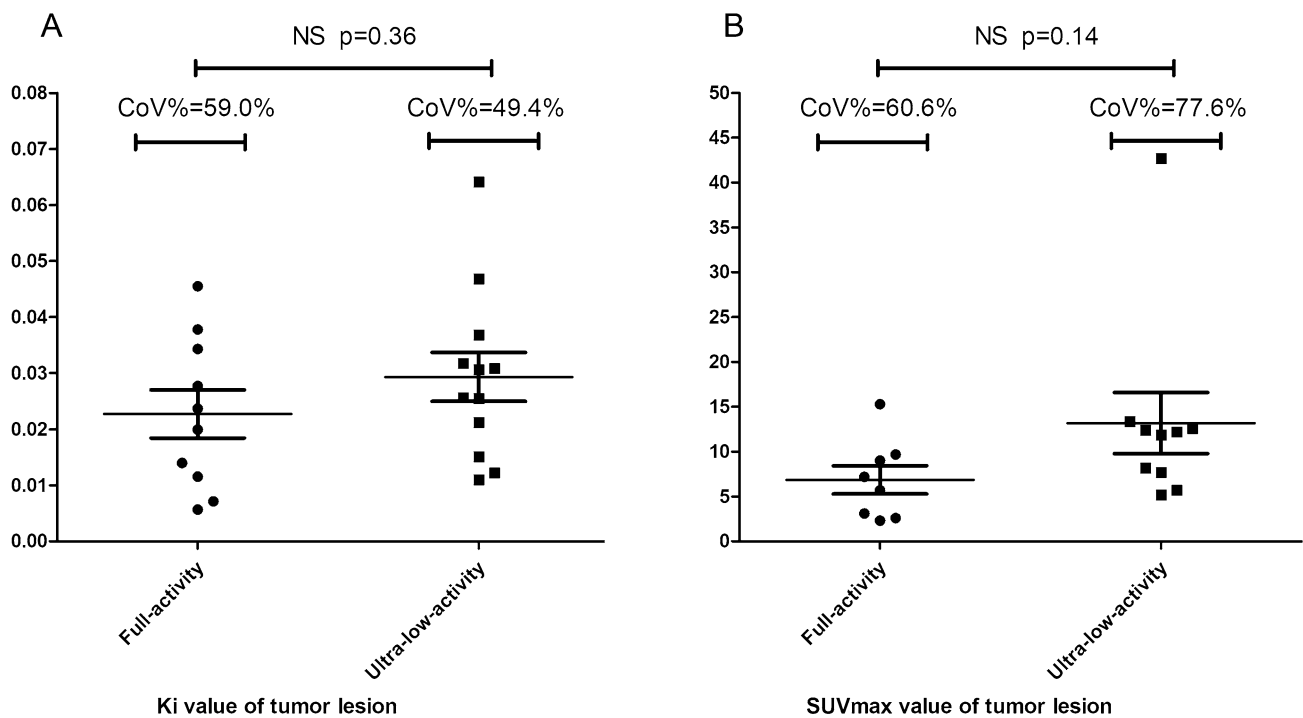 A
NS p=0.36
CoV%=59.0%
CoV%=49.4%
0.08
0.07
0.06
0.05
0.04
0.03
0.02
0.01
0.00
Full-activity
Ultra-low-activity
Ki value of tumor lesion
B
NS p=0.14
CoV%=60.6%
CoV%=77.6%
50
45
40
35
30
25
20
15
10
5
0
Full-activity
Ultra-low-activity
SUVmax value of tumor lesion